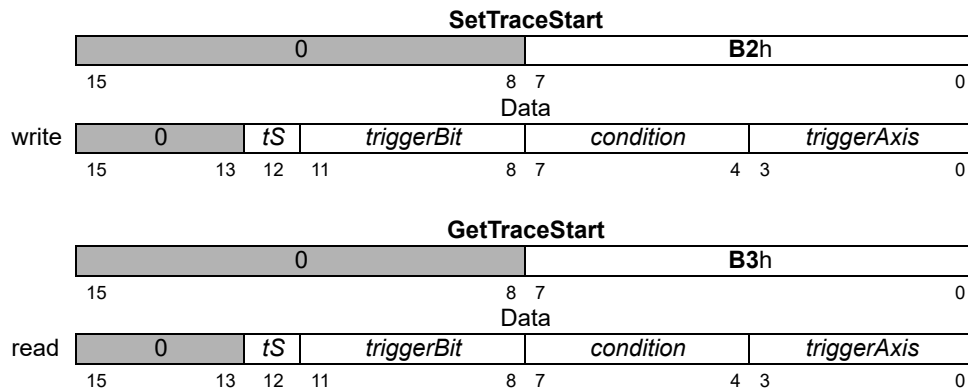 SetTraceStart
0 B2h
15 8 7 0
Data
write 0 tS triggerBit condition triggerAxis
15 13 12 11 8 7 4 3 0
GetTraceStart
0 B3h
15 8 7 0
Data
read 0 tS triggerBit condition triggerAxis
15 13 12 11 8 7 4 3 0